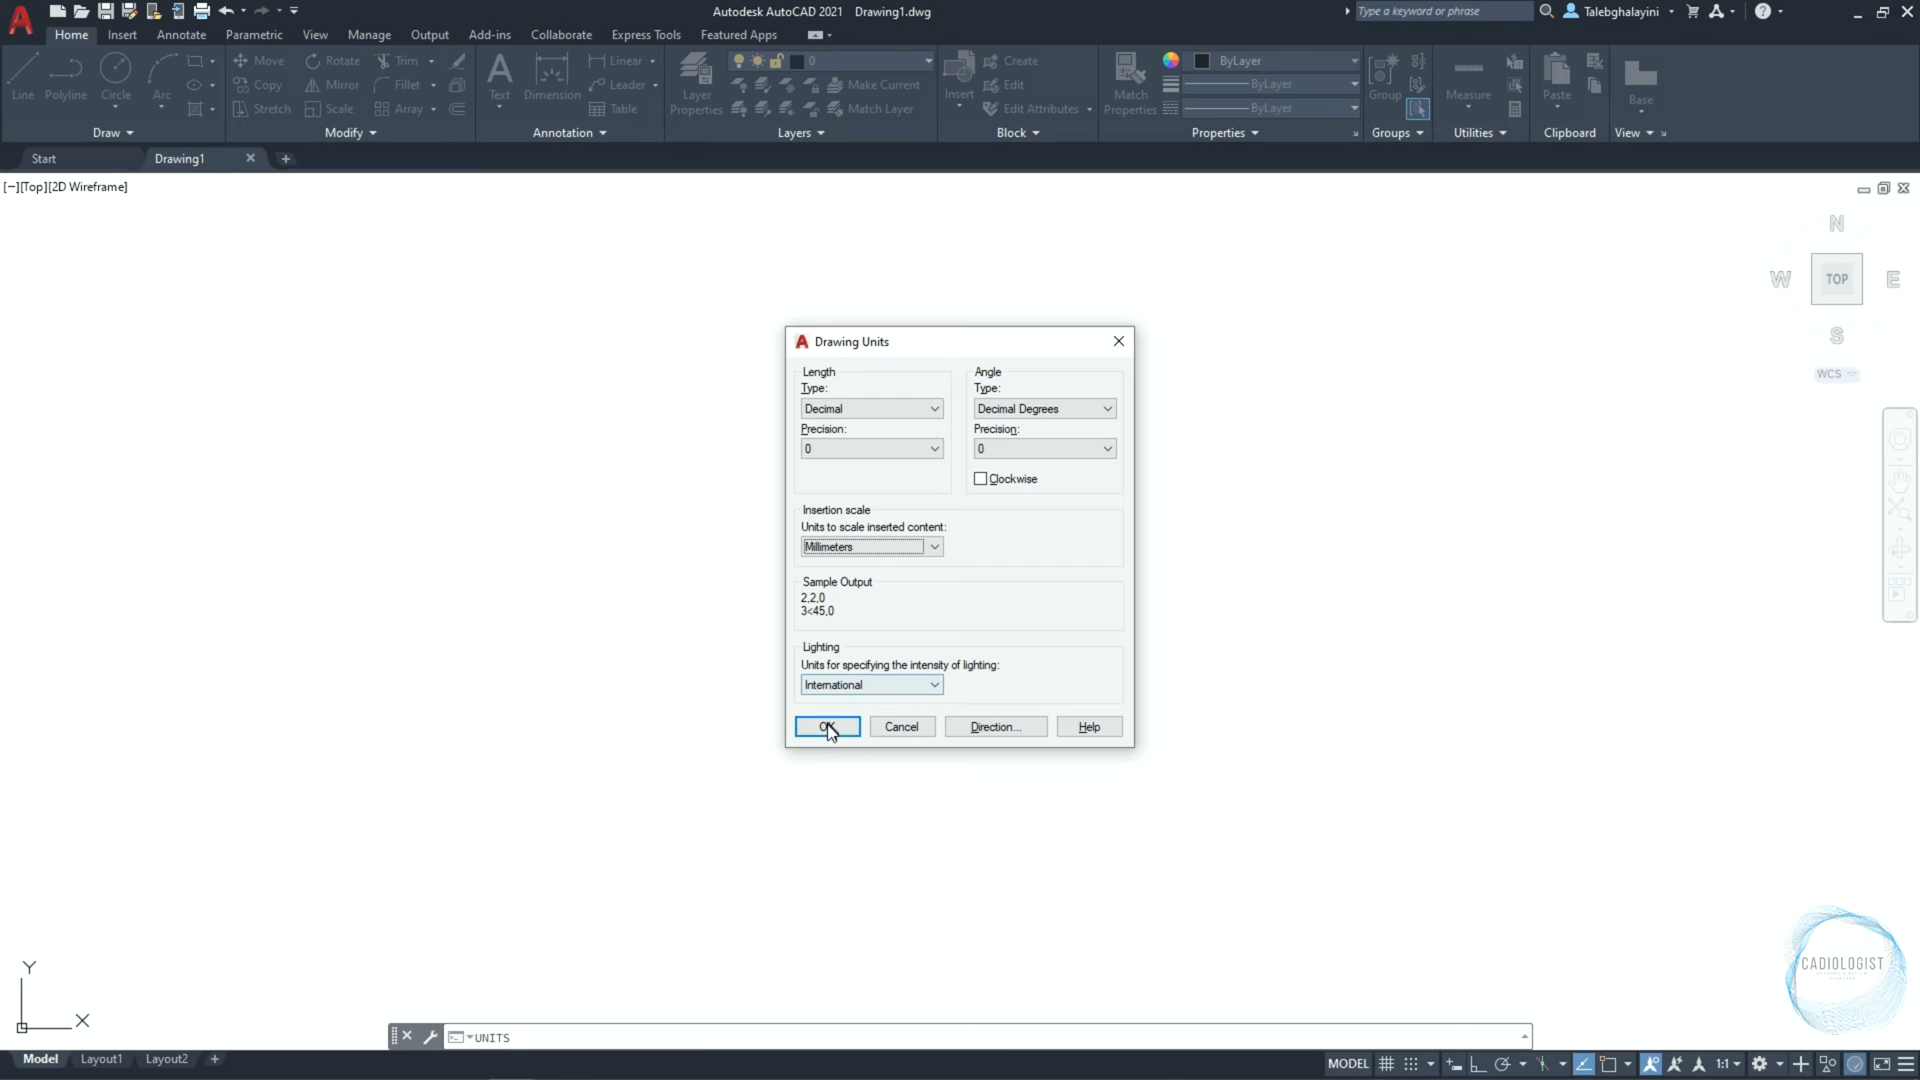 Autodesk AutoCAD 2021 Drawing1.dwg
Type a keyword or phrase
Talebghalayini
Home Insert Annotate Parametric View Manage Output Add-ins Collaborate Express Tools Featured Apps
Line Polyline Circle Arc
Draw
Move Rotate Trim
Copy Mirror Fillet
Stretch Scale Array
Modify
Text Dimension
Linear
Leader
Table
Annotation
Layer
Properties
0
Make Current
Match Layer
Layers
Insert
Create
Edit
Edit Attributes
Block
Match
Properties
ByLayer
ByLayer
ByLayer
Properties
Group
Groups
Measure
Utilities
Paste
Clipboard
Base
View
Start Drawing1
[−][Top][2D Wireframe]
N
W TOP E
S
WCS
Drawing Units
Length
Type:
Decimal
Precision:
0
Angle
Type:
Decimal Degrees
Precision:
0
Clockwise
Insertion scale
Units to scale inserted content:
Millimeters
Sample Output
2,2,0
3<45,0
Lighting
Units for specifying the intensity of lighting:
International
OK Cancel Direction... Help
CADIOLOGIST
Y
X
UNITS
Model Layout1 Layout2
MODEL 1:1